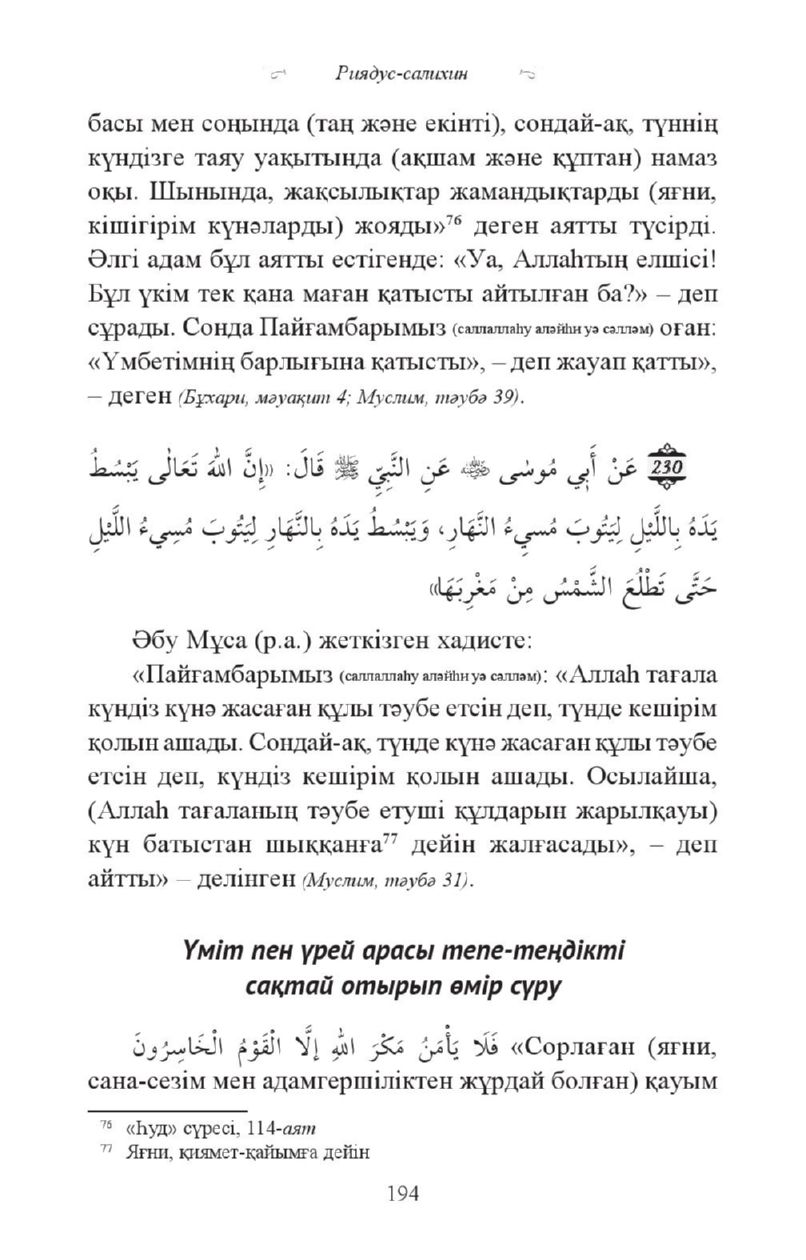 Риядус-салихин
басы мен соңында (таң және екінті), сондай-ақ, түннің
күндізге таяу уақытында (ақшам және құптан) намаз
оқы. Шынында, жақсылықтар жамандықтарды (яғни,
кішігірім күнәларды) жояды»⁷⁶ деген аятты түсірді.
Әлгі адам бұл аятты естігенде: «Уа, Аллаһтың елшісі!
Бұл үкім тек қана маған қатысты айтылған ба?» – деп
сұрады. Сонда Пайғамбарымыз (саллаллаһу аләйһи уә сәлләм) оған:
«Үмбетімнің барлығына қатысты», – деп жауап қатты»,
– деген (Бұхари, мәуақит 4; Муслим, тәубә 39).
230 عَنْ أَبِي مُوسَى ﵁ عَنِ النَّبِيِّ ﷺ قَالَ: «إِنَّ اللهَ تَعَالَى يَبْسُطُ
يَدَهُ بِاللَّيْلِ لِيَتُوبَ مُسيءُ النَّهَارِ، وَيَبْسُطُ يَدَهُ بِالنَّهَارِ لِيَتُوبَ مُسِيءُ اللَّيْلِ
حَتَّى تَطْلُعَ الشَّمْسُ مِنْ مَغْرِبَهَا»
Әбу Мұса (р.а.) жеткізген хадисте:
«Пайғамбарымыз (саллаллаһу аләйһи уә сәлләм): «Аллаһ тағала
күндіз күнә жасаған құлы тәубе етсін деп, түнде кешірім
қолын ашады. Сондай-ақ, түнде күнә жасаған құлы тәубе
етсін деп, күндіз кешірім қолын ашады. Осылайша,
(Аллаһ тағаланың тәубе етуші құлдарын жарылқауы)
күн батыстан шыққанға⁷⁷ дейін жалғасады», – деп
айтты» – делінген (Муслим, тәубә 31).
Үміт пен үрей арасы тепе-теңдікті
сақтай отырып өмір сүру
فَلَا يَأْمَنُ مَكْرَ اللهِ إِلَّا الْقَوْمُ الْخَاسِرُونَ «Сорлаған (яғни,
сана-сезім мен адамгершіліктен жұрдай болған) қауым
⁷⁶ «Һуд» сүресі, 114-аят
⁷⁷ Яғни, қиямет-қайымға дейін
194